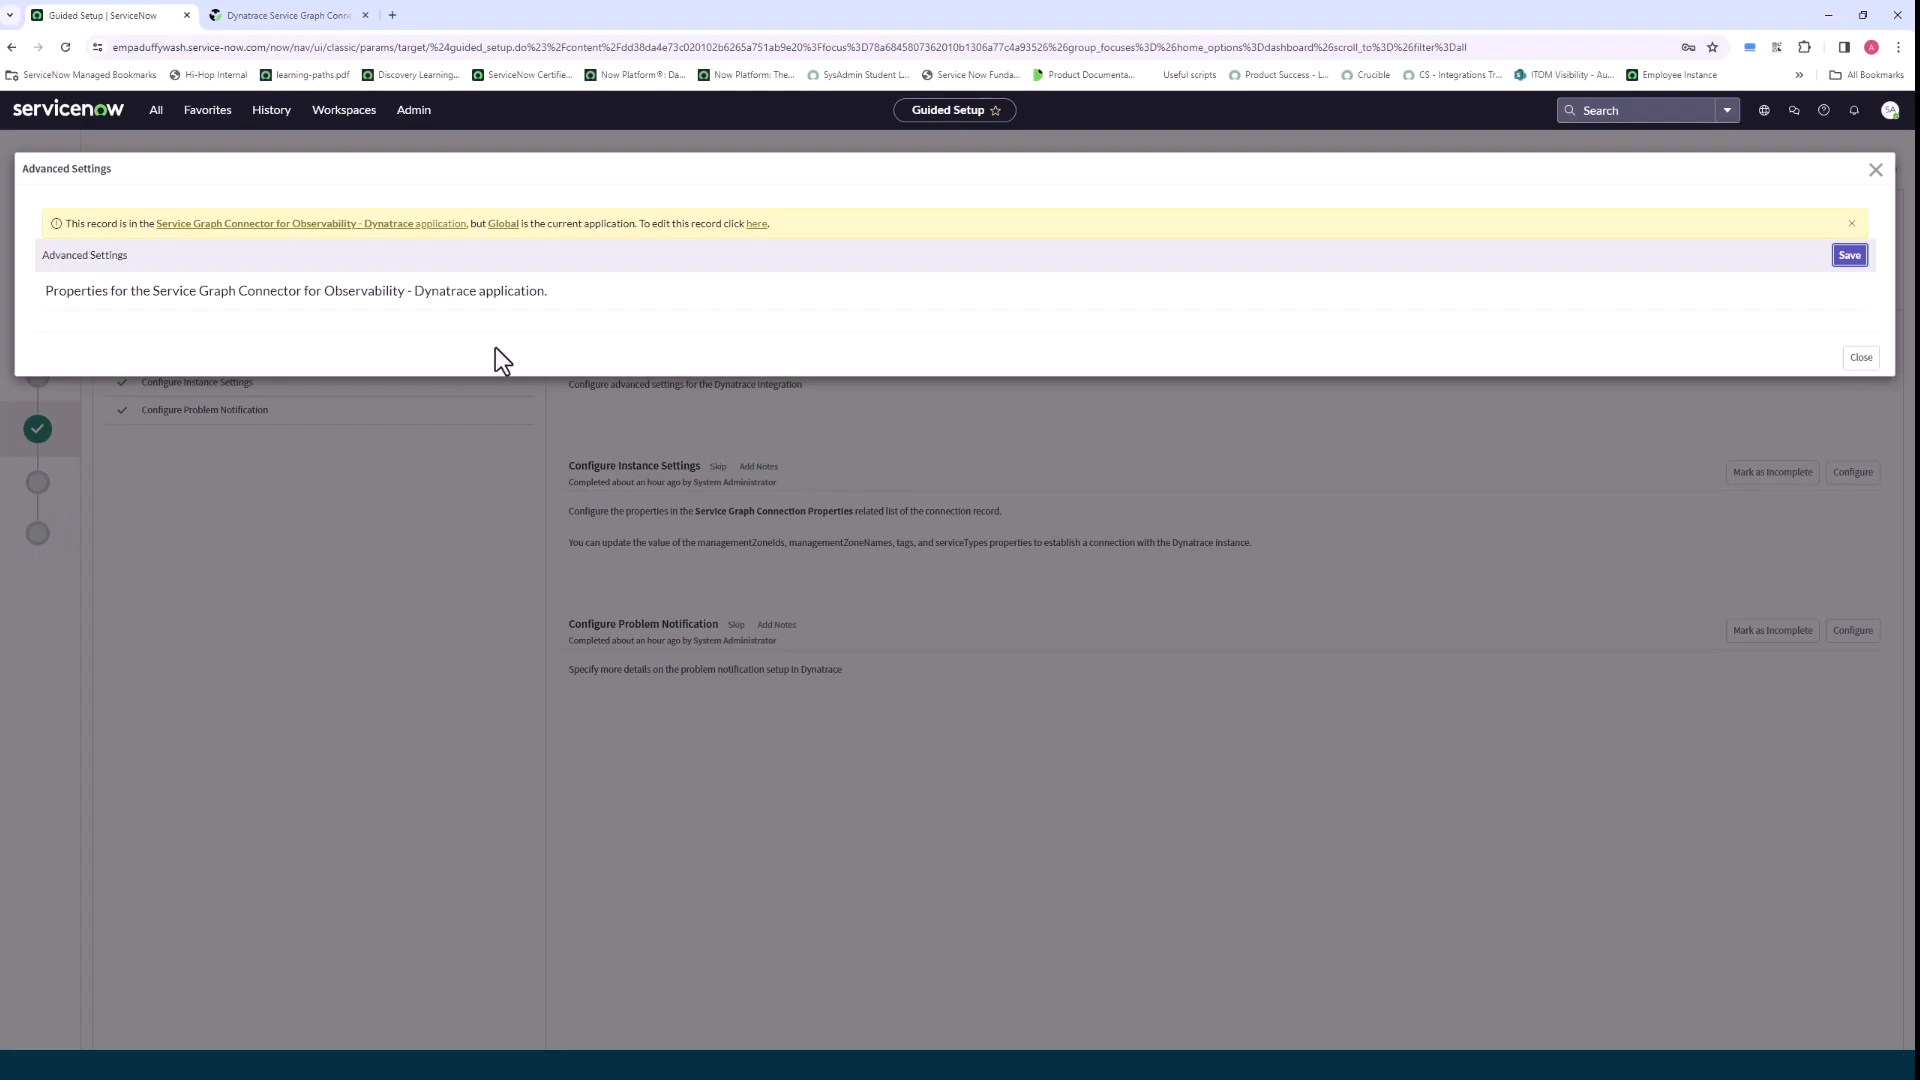 Guided Setup | ServiceNow
Dynatrace Service Graph Conne
empaduffywash.service-now.com/now/nav/ui/classic/params/target/%24guided_setup.do%23%2Fcontent%2Fdd38da4e73c020102b6265a751ab9e20%3Ffocus%3D78a6845807362010b1306a77c4a93526%26group_focuses%3D%26home_options%3Ddashboard%26scroll_to%3D%26filter%3Dall
ServiceNow Managed Bookmarks Hi-Hop Internal learning-paths.pdf Discovery Learning... ServiceNow Certifie... Now Platform®: Da... Now Platform: The... SysAdmin Student L... Service Now Funda... Product Documenta... Useful scripts Product Success - L... Crucible CS - Integrations Tr... ITOM Visibility - Au... Employee Instance » All Bookmarks
servicenow All Favorites History Workspaces Admin Guided Setup Search SA
Advanced Settings
This record is in the Service Graph Connector for Observability - Dynatrace application, but Global is the current application. To edit this record click here.
Advanced Settings Save
Properties for the Service Graph Connector for Observability - Dynatrace application.
Close
Configure Instance Settings
Configure Problem Notification
Configure advanced settings for the Dynatrace integration
Configure Instance Settings Skip Add Notes
Completed about an hour ago by System Administrator
Mark as Incomplete Configure
Configure the properties in the Service Graph Connection Properties related list of the connection record.
You can update the value of the managementZoneIds, managementZoneNames, tags, and serviceTypes properties to establish a connection with the Dynatrace instance.
Configure Problem Notification Skip Add Notes
Completed about an hour ago by System Administrator
Mark as Incomplete Configure
Specify more details on the problem notification setup in Dynatrace